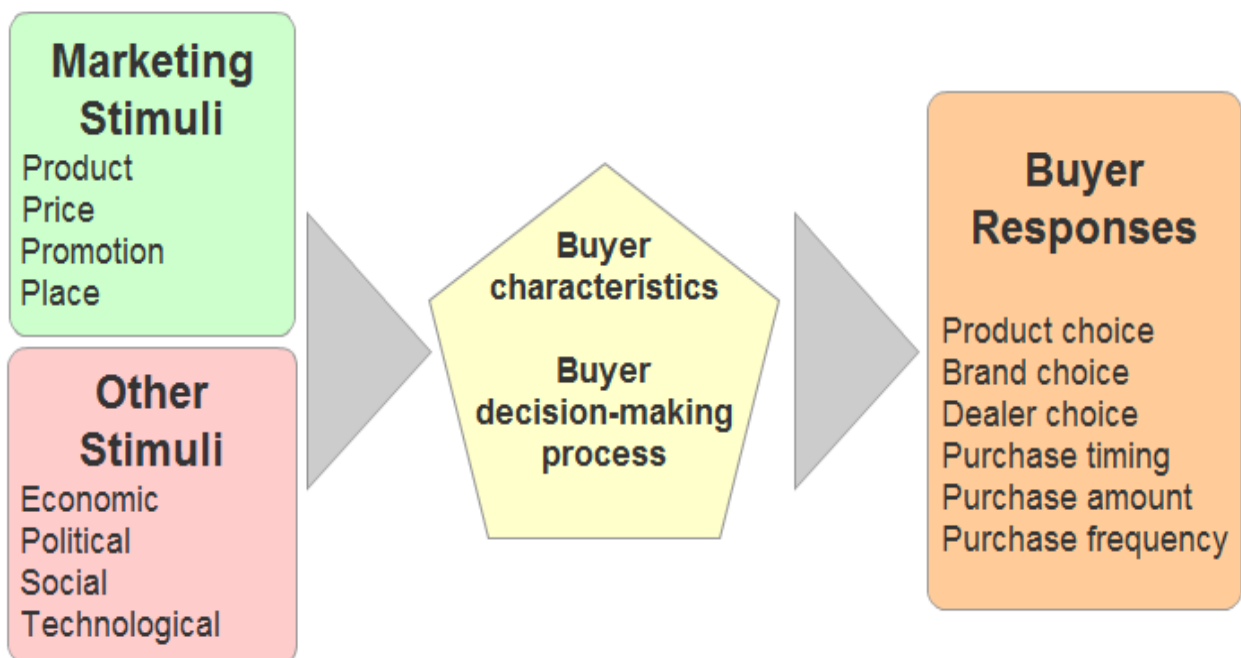 Marketing
Stimuli
Product
Price
Promotion
Place
Other
Stimuli
Economic
Political
Social
Technological
Buyer
characteristics
Buyer
decision-making
process
Buyer
Responses
Product choice
Brand choice
Dealer choice
Purchase timing
Purchase amount
Purchase frequency